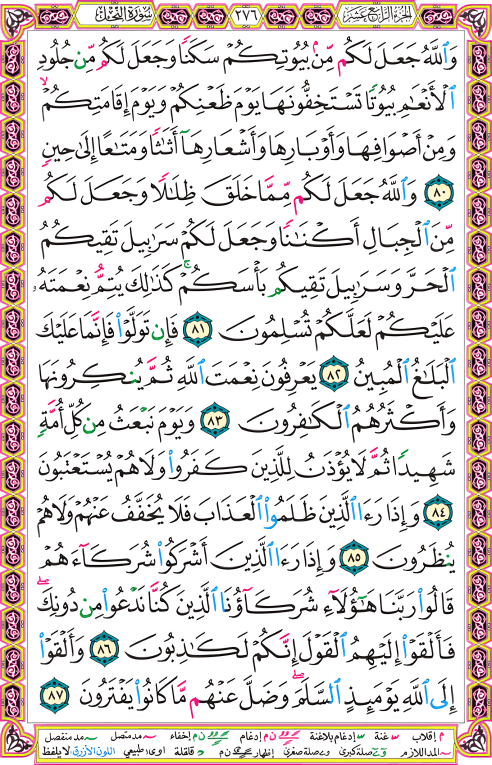 الجزء الرابع عشر ٢٧٦ سورة النحل
وَٱللَّهُ جَعَلَ لَكُم مِّنۢ بُيُوتِكُمْ سَكَنًا وَجَعَلَ لَكُم مِّن جُلُودِ
ٱلْأَنْعَٰمِ بُيُوتًا تَسْتَخِفُّونَهَا يَوْمَ ظَعْنِكُمْ وَيَوْمَ إِقَامَتِكُمْ ۙ
وَمِنْ أَصْوَافِهَا وَأَوْبَارِهَا وَأَشْعَارِهَآ أَثَٰثًا وَمَتَٰعًا إِلَىٰ حِينٍ
٨٠ وَٱللَّهُ جَعَلَ لَكُم مِّمَّا خَلَقَ ظِلَٰلًا وَجَعَلَ لَكُم
مِّنَ ٱلْجِبَالِ أَكْنَٰنًا وَجَعَلَ لَكُمْ سَرَٰبِيلَ تَقِيكُمُ
ٱلْحَرَّ وَسَرَٰبِيلَ تَقِيكُم بَأْسَكُمْ ۚ كَذَٰلِكَ يُتِمُّ نِعْمَتَهُۥ
عَلَيْكُمْ لَعَلَّكُمْ تُسْلِمُونَ ٨١ فَإِن تَوَلَّوْا۟ فَإِنَّمَا عَلَيْكَ
ٱلْبَلَٰغُ ٱلْمُبِينُ ٨٢ يَعْرِفُونَ نِعْمَتَ ٱللَّهِ ثُمَّ يُنكِرُونَهَا
وَأَكْثَرُهُمُ ٱلْكَٰفِرُونَ ٨٣ وَيَوْمَ نَبْعَثُ مِن كُلِّ أُمَّةٍ
شَهِيدًا ثُمَّ لَا يُؤْذَنُ لِلَّذِينَ كَفَرُوا۟ وَلَا هُمْ يُسْتَعْتَبُونَ
٨٤ وَإِذَا رَءَا ٱلَّذِينَ ظَلَمُوا۟ ٱلْعَذَابَ فَلَا يُخَفَّفُ عَنْهُمْ وَلَا هُمْ
يُنظَرُونَ ٨٥ وَإِذَا رَءَا ٱلَّذِينَ أَشْرَكُوا۟ شُرَكَآءَهُمْ
قَالُوا۟ رَبَّنَا هَٰٓؤُلَآءِ شُرَكَآؤُنَا ٱلَّذِينَ كُنَّا نَدْعُوا۟ مِن دُونِكَ ۖ
فَأَلْقَوْا۟ إِلَيْهِمُ ٱلْقَوْلَ إِنَّكُمْ لَكَٰذِبُونَ ٨٦ وَأَلْقَوْا۟
إِلَى ٱللَّهِ يَوْمَئِذٍ ٱلسَّلَمَ ۖ وَضَلَّ عَنْهُم مَّا كَانُوا۟ يَفْتَرُونَ ٨٧
م إقلاب غنة إدغام بلاغنة ن م إدغام ن م إخفاء مد متصل مد منفصل
المد اللازم وصلة كبرى وصلة صغرى إظهار ن م قلقلة اوى طبيعي اللون الأزرق لا يلفظ